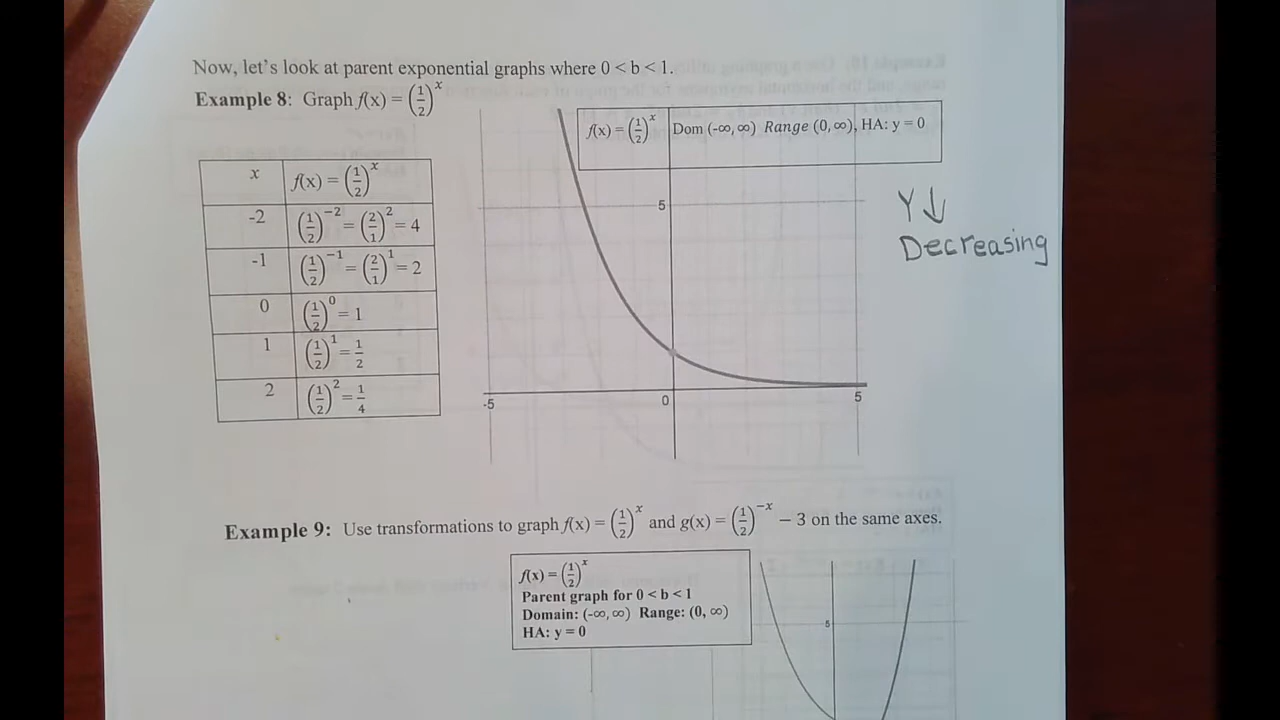 Now, let's look at parent exponential graphs where 0 < b < 1.
Example 8: Graph f(x) = (1/2)^x
f(x) = (1/2)^x Dom (-∞, ∞) Range (0, ∞), HA: y = 0
x f(x) = (1/2)^x
-2 (1/2)^-2 = (2/1)^2 = 4
-1 (1/2)^-1 = (2/1)^1 = 2
0 (1/2)^0 = 1
1 (1/2)^1 = 1/2
2 (1/2)^2 = 1/4
5
-5 0 5
Y↓
Decreasing
Example 9: Use transformations to graph f(x) = (1/2)^x and g(x) = (1/2)^-x − 3 on the same axes.
f(x) = (1/2)^x
Parent graph for 0 < b < 1
Domain: (-∞, ∞) Range: (0, ∞)
HA: y = 0
5